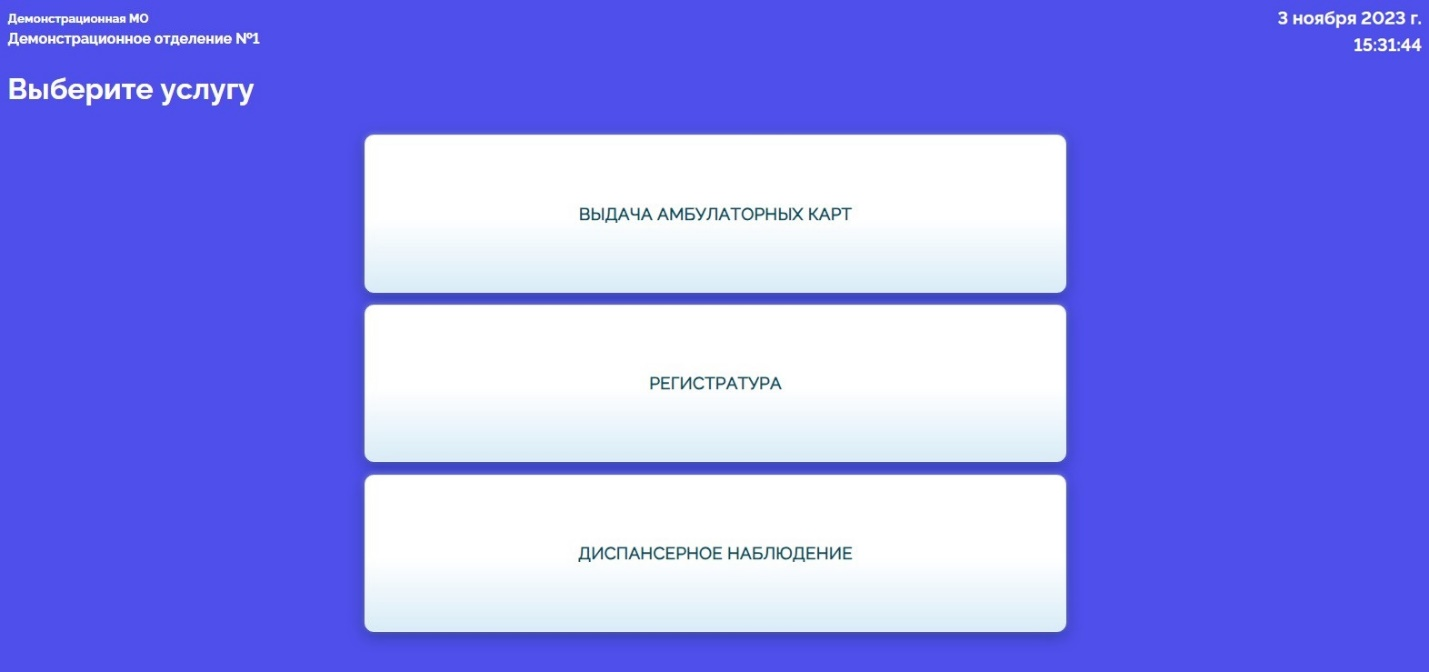 Демонстрационная МО
Демонстрационное отделение №1
3 ноября 2023 г.
15:31:44
Выберите услугу
ВЫДАЧА АМБУЛАТОРНЫХ КАРТ
РЕГИСТРАТУРА
ДИСПАНСЕРНОЕ НАБЛЮДЕНИЕ